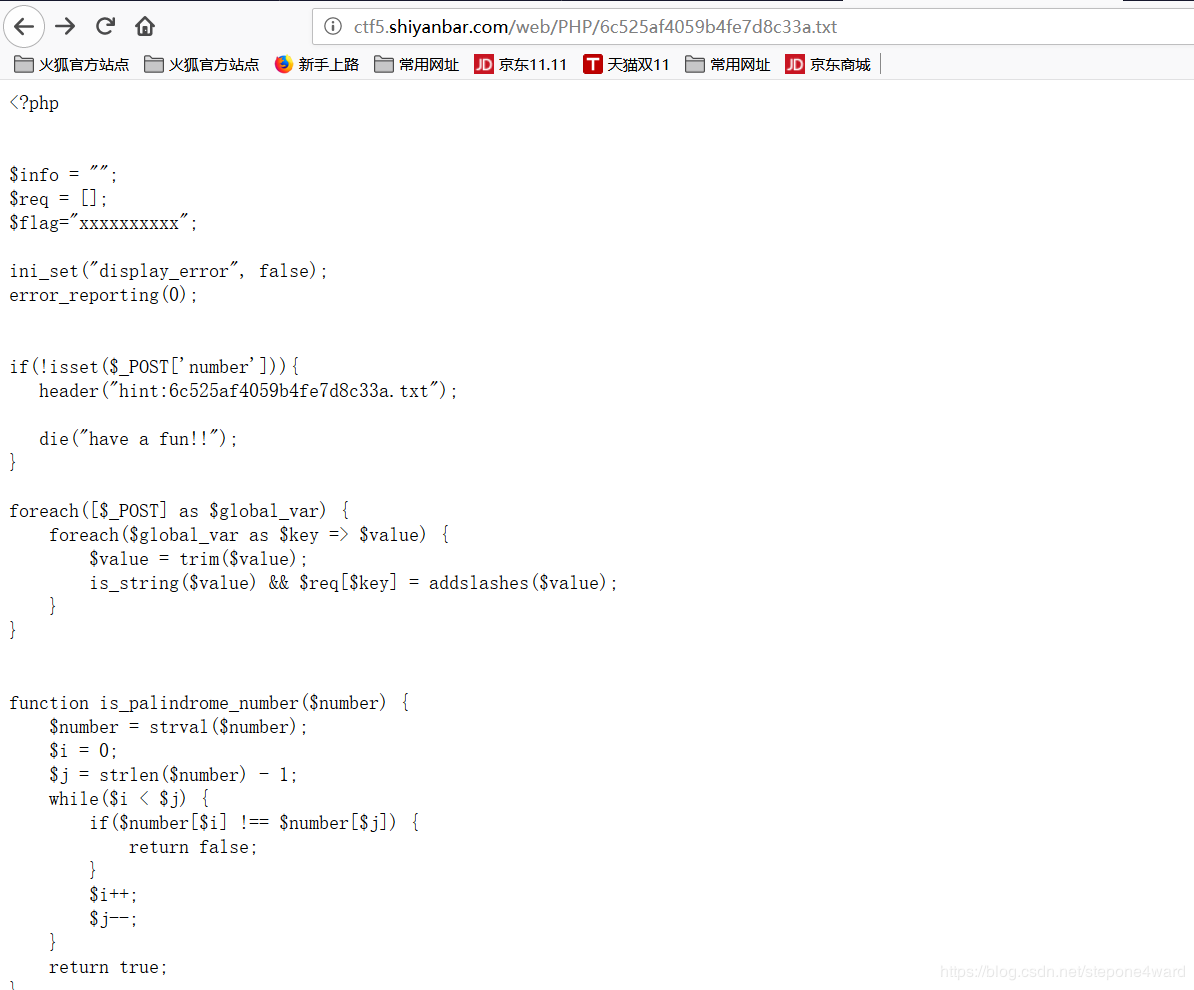 ctf5.shiyanbar.com/web/PHP/6c525af4059b4fe7d8c33a.txt
火狐官方站点 火狐官方站点 新手上路 常用网址 JD 京东11.11 T 天猫双11 常用网址 JD 京东商城
<?php
$info = "";
$req = [];
$flag="xxxxxxxxxx";
ini_set("display_error", false);
error_reporting(0);
if(!isset($_POST['number'])){
header("hint:6c525af4059b4fe7d8c33a.txt");
die("have a fun!!");
}
foreach([$_POST] as $global_var) {
foreach($global_var as $key => $value) {
$value = trim($value);
is_string($value) && $req[$key] = addslashes($value);
}
}
function is_palindrome_number($number) {
$number = strval($number);
$i = 0;
$j = strlen($number) - 1;
while($i < $j) {
if($number[$i] !== $number[$j]) {
return false;
}
$i++;
$j--;
}
return true;
}
https://blog.csdn.net/stepone4ward